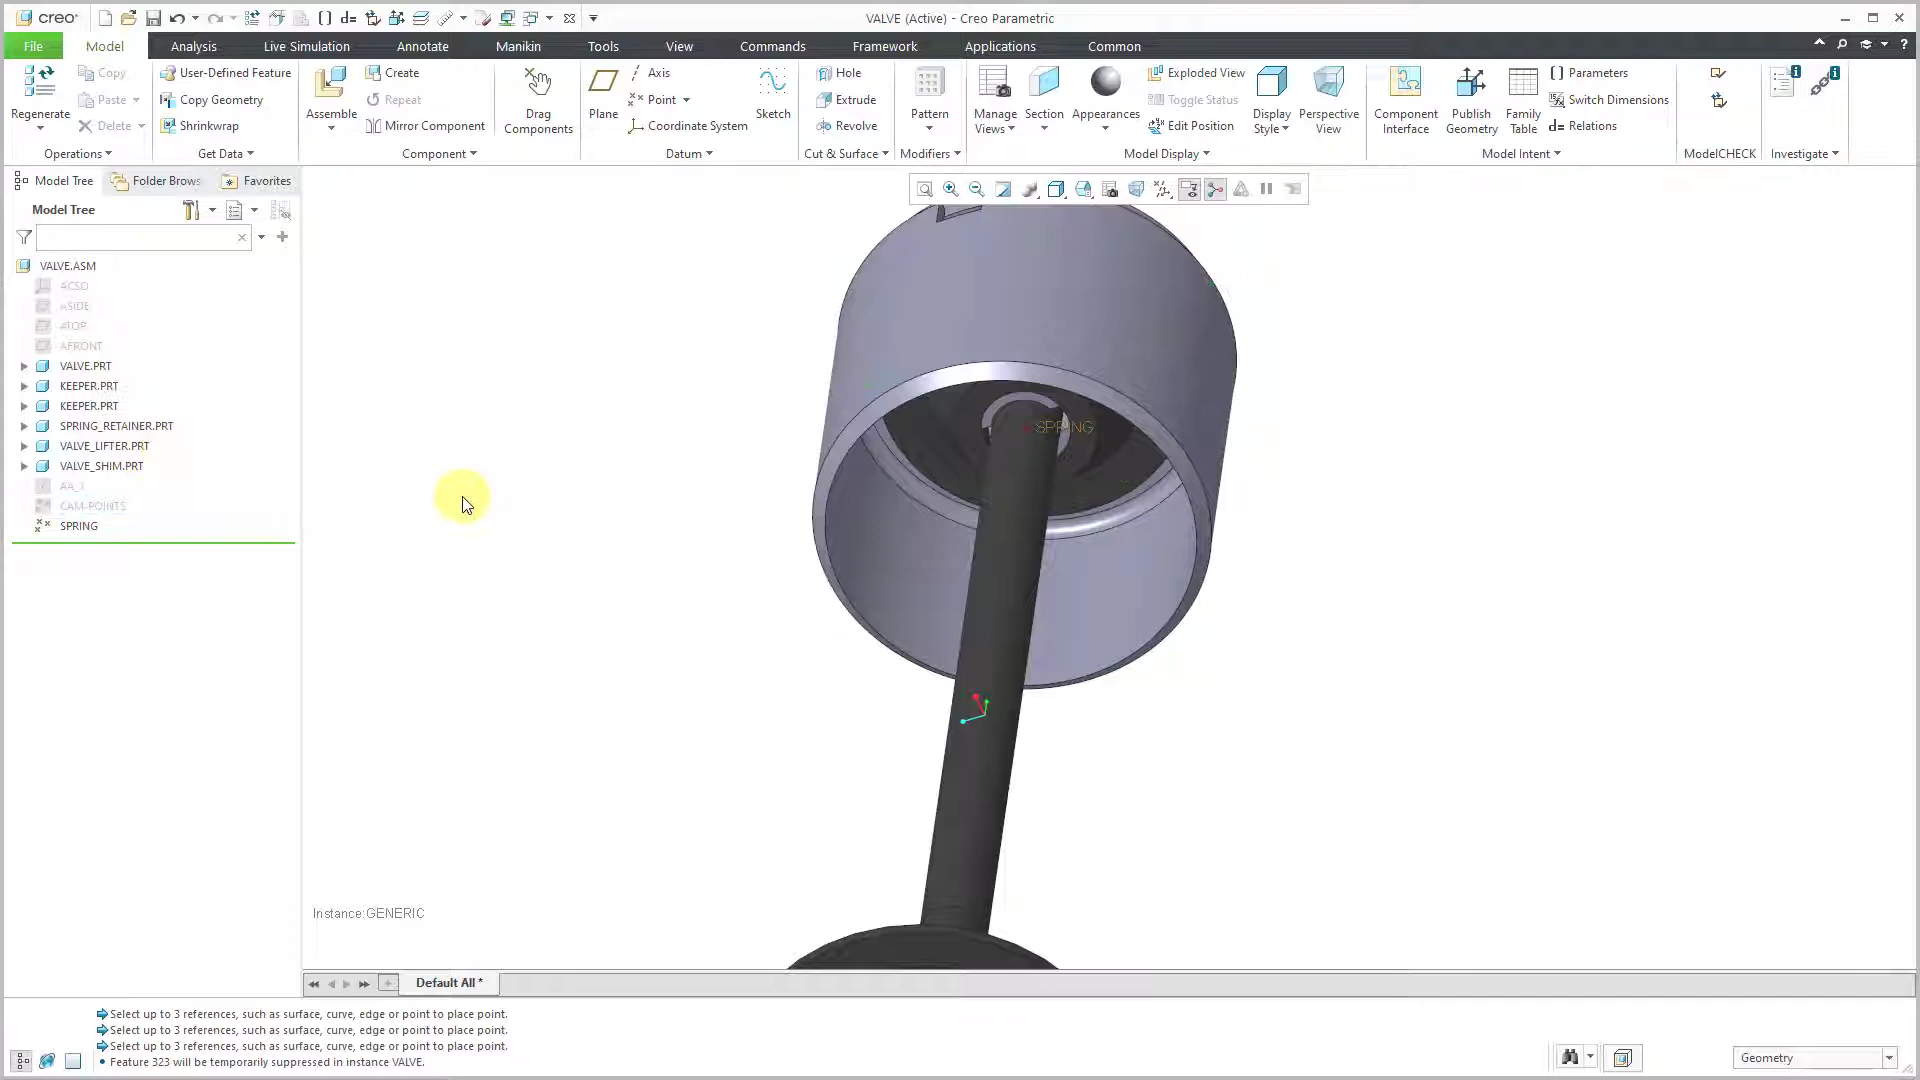 creo
VALVE (Active) - Creo Parametric
File
Model
Analysis
Live Simulation
Annotate
Manikin
Tools
View
Commands
Framework
Applications
Common
Regenerate
Copy
Paste
Delete
Operations
User-Defined Feature
Copy Geometry
Shrinkwrap
Get Data
Assemble
Create
Repeat
Mirror Component
Component
Drag Components
Plane
Axis
Point
Coordinate System
Sketch
Datum
Hole
Extrude
Revolve
Cut & Surface
Pattern
Modifiers
Manage Views
Section
Appearances
Exploded View
Toggle Status
Edit Position
Display Style
Perspective View
Model Display
Component Interface
Publish Geometry
Family Table
Parameters
Switch Dimensions
d= Relations
Model Intent
ModelCHECK
Investigate
Model Tree
Folder Brows
Favorites
Model Tree
VALVE.ASM
ACSO
ASIDE
ATOP
AFRONT
VALVE.PRT
KEEPER.PRT
KEEPER.PRT
SPRING_RETAINER.PRT
VALVE_LIFTER.PRT
VALVE_SHIM.PRT
AA_1
CAM-POINTS
SPRING
SPRING
Instance:GENERIC
Default All *
Select up to 3 references, such as surface, curve, edge or point to place point.
Select up to 3 references, such as surface, curve, edge or point to place point.
Select up to 3 references, such as surface, curve, edge or point to place point.
Feature 323 will be temporarily suppressed in instance VALVE.
Geometry